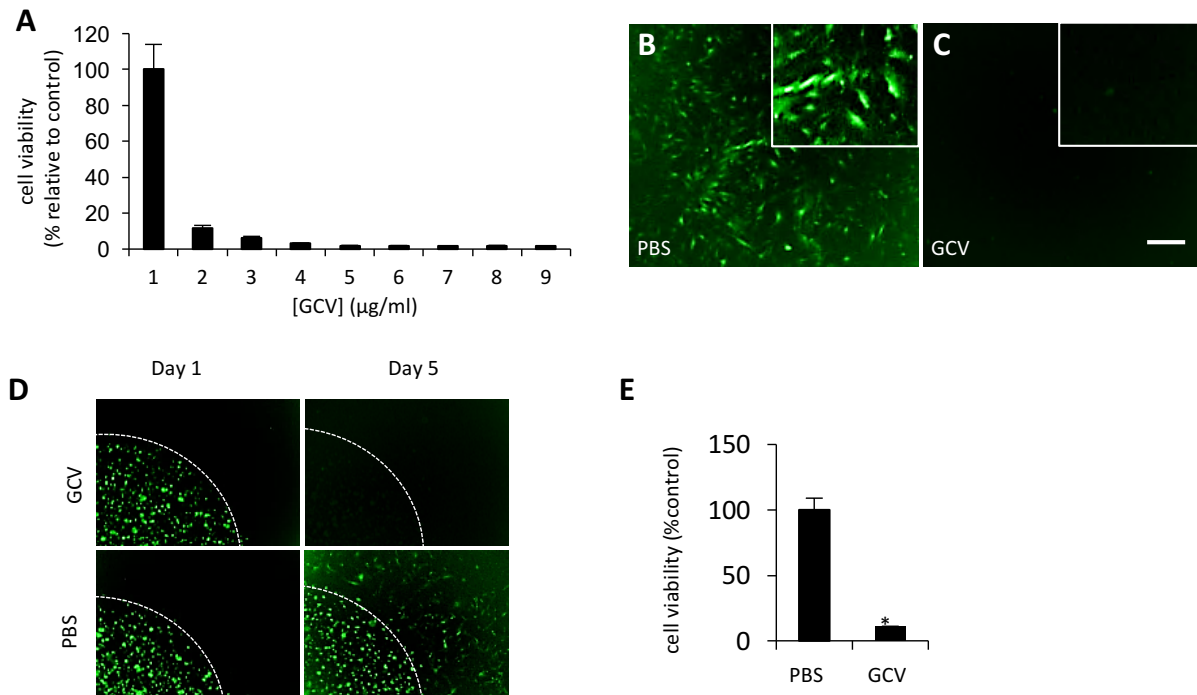 A
120
100
80
60
40
20
0
cell viability
(% relative to control)
1 2 3 4 5 6 7 8 9
[GCV] (µg/ml)
B
PBS
C
GCV
D
Day 1 Day 5
GCV
PBS
E
150
100
50
0
cell viability (%control)
*
PBS GCV